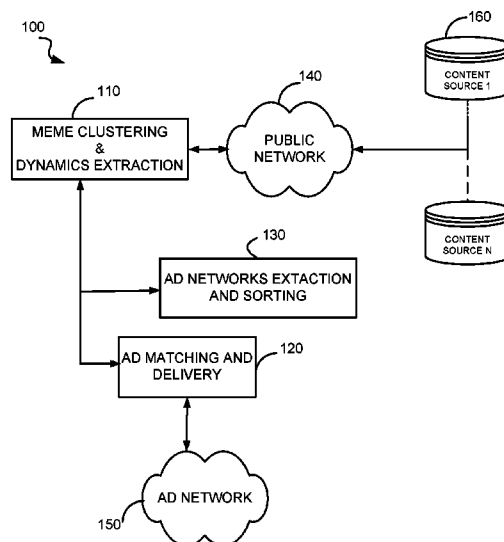 100
160
CONTENT
SOURCE 1
140
110
MEME CLUSTERING
&
DYNAMICS EXTRACTION
PUBLIC
NETWORK
CONTENT
SOURCE N
130
AD NETWORKS EXTACTION
AND SORTING
120
AD MATCHING AND
DELIVERY
AD NETWORK
150